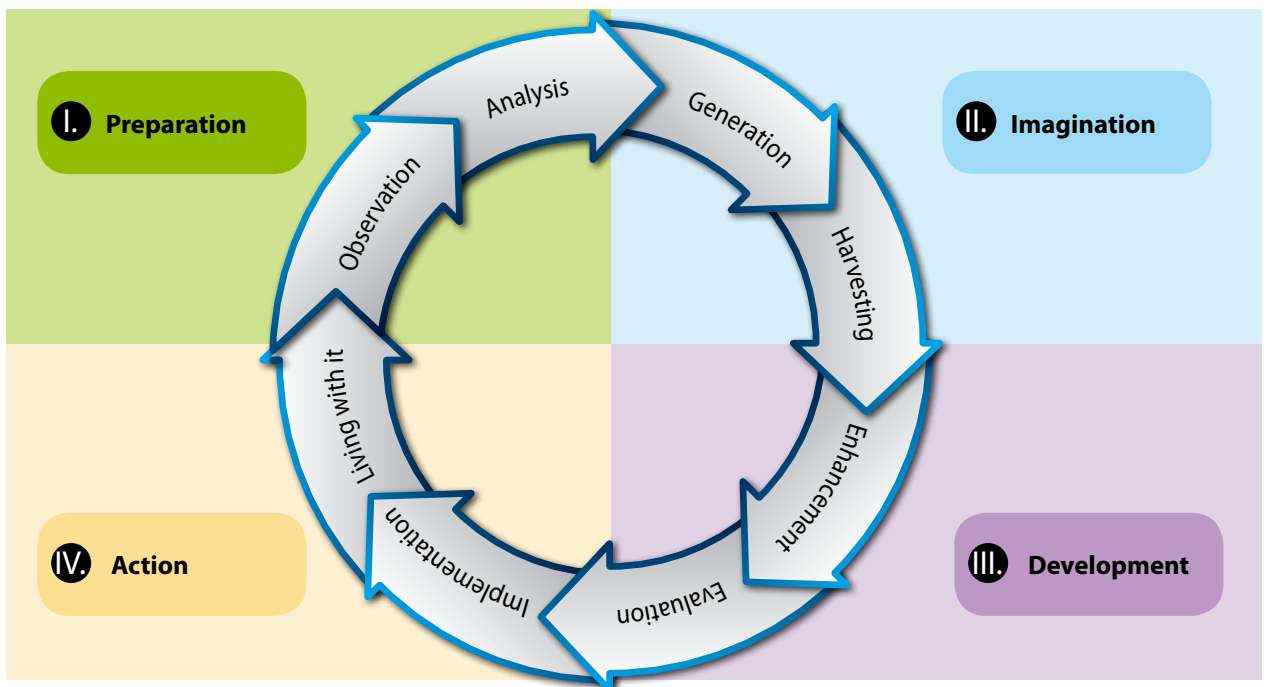 I. Preparation
Observation
Analysis
II. Imagination
Generation
Harvesting
III. Development
Enhancement
Evaluation
IV. Action
Implementation
Living with it